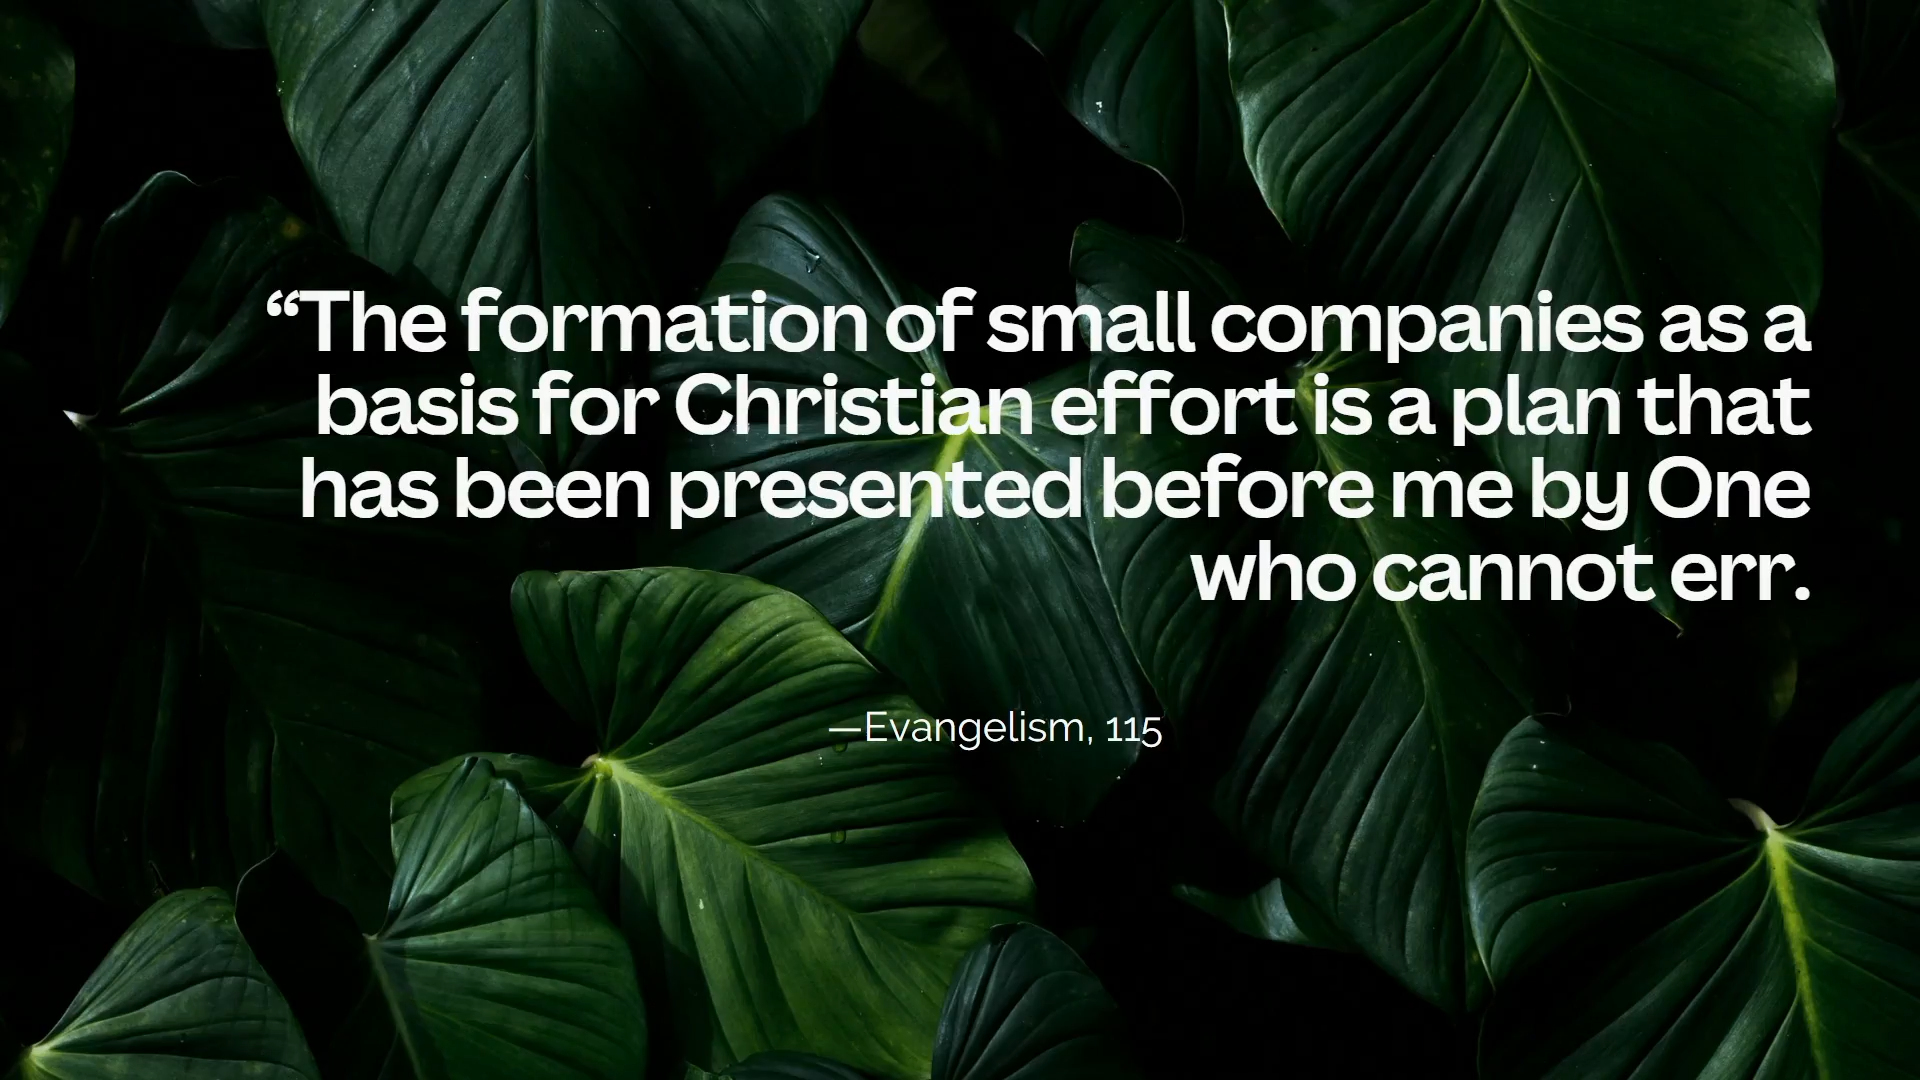 “The formation of small companies as a
basis for Christian effort is a plan that
has been presented before me by One
who cannot err.
—Evangelism, 115